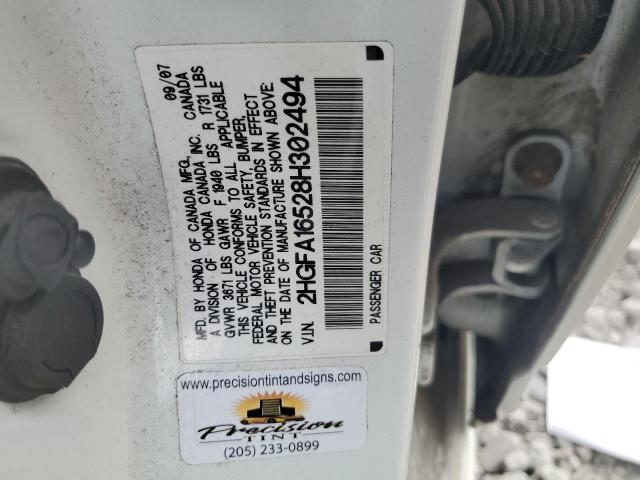 MFD. BY HONDA OF CANADA MFG. 09/07
A DIVISION OF HONDA CANADA INC. CANADA
GVWR 3671 LBS GAWR F 1940 LBS R 1731 LBS
THIS VEHICLE CONFORMS TO ALL APPLICABLE
FEDERAL MOTOR VEHICLE SAFETY, BUMPER,
AND THEFT PREVENTION STANDARDS IN EFFECT
ON THE DATE OF MANUFACTURE SHOWN ABOVE:
V.I.N. 2HGFA16528H302494
PASSENGER CAR
www.precisiontintandsigns.com
Precision
TINT
(205) 233-0899